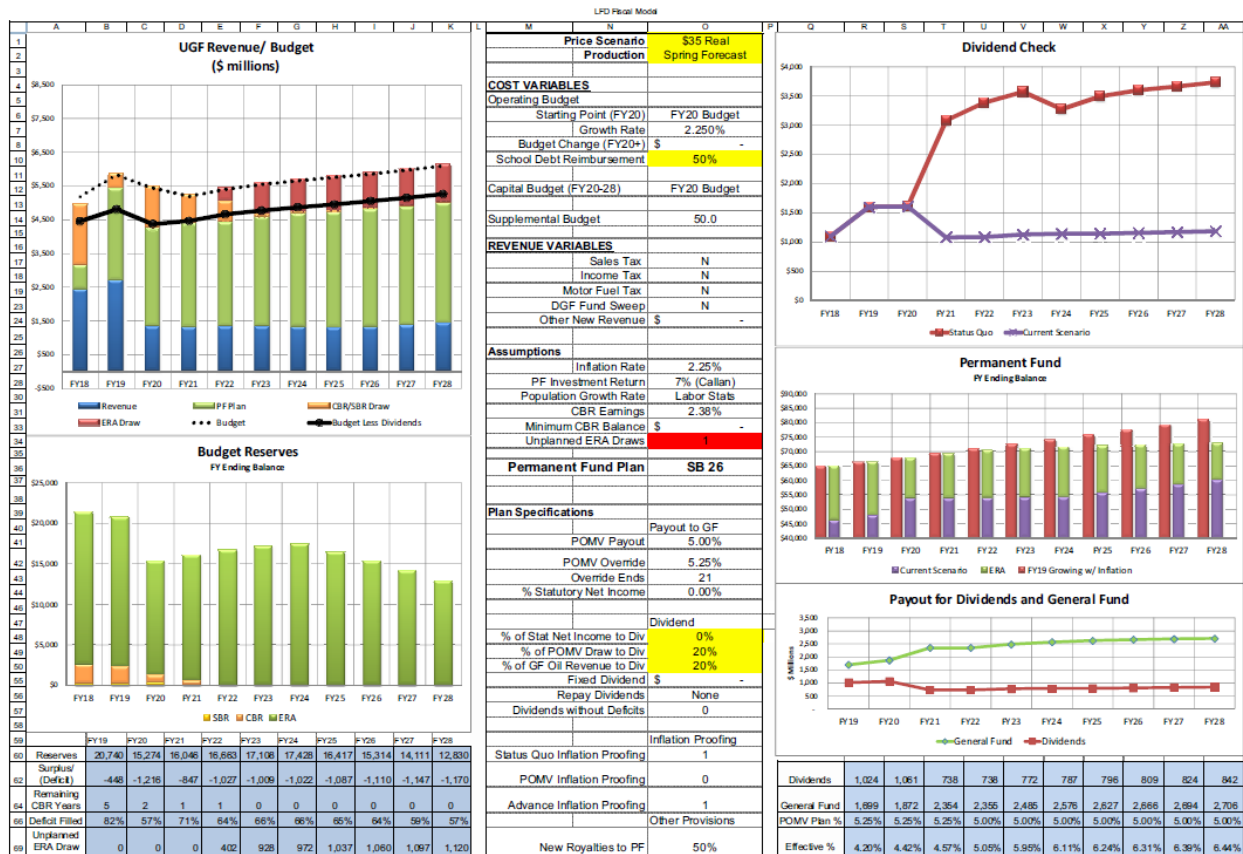 LFD Fiscal Model
A B C D E F G H I J K L M N O P Q R S T U V W X Y Z AA
UGF Revenue/ Budget
($ millions)
$8,500
$7,500
$6,500
$5,500
$4,500
$3,500
$2,500
$1,500
$500
-$500
FY18 FY19 FY20 FY21 FY22 FY23 FY24 FY25 FY26 FY27 FY28
Revenue PF Plan CBR/SBR Draw
ERA Draw Budget Budget Less Dividends
Budget Reserves
FY Ending Balance
$25,000
$20,000
$15,000
$10,000
$5,000
$0
FY18 FY19 FY20 FY21 FY22 FY23 FY24 FY25 FY26 FY27 FY28
SBR CBR ERA
FY19 FY20 FY21 FY22 FY23 FY24 FY25 FY26 FY27 FY28
Reserves 20,740 15,274 16,046 16,663 17,108 17,428 16,417 15,314 14,111 12,830
Surplus/
(Deficit) -448 -1,216 -847 -1,027 -1,009 -1,022 -1,087 -1,110 -1,147 -1,170
Remaining
CBR Years 5 2 1 1 0 0 0 0 0 0
Deficit Filled 82% 57% 71% 64% 66% 66% 65% 64% 59% 57%
Unplanned
ERA Draw 0 0 0 402 928 972 1,037 1,060 1,097 1,120
Price Scenario $35 Real
Production Spring Forecast
COST VARIABLES
Operating Budget
Starting Point (FY20) FY20 Budget
Growth Rate 2.250%
Budget Change (FY20+) $ -
School Debt Reimbursement 50%
Capital Budget (FY20-28) FY20 Budget
Supplemental Budget 50.0
REVENUE VARIABLES
Sales Tax N
Income Tax N
Motor Fuel Tax N
DGF Fund Sweep N
Other New Revenue $ -
Assumptions
Inflation Rate 2.25%
PF Investment Return 7% (Callan)
Population Growth Rate Labor Stats
CBR Earnings 2.38%
Minimum CBR Balance $ -
Unplanned ERA Draws 1
Permanent Fund Plan SB 26
Plan Specifications
Payout to GF
POMV Payout 5.00%
POMV Override 5.25%
Override Ends 21
% Statutory Net Income 0.00%
Dividend
% of Stat Net Income to Div 0%
% of POMV Draw to Div 20%
% of GF Oil Revenue to Div 20%
Fixed Dividend $ -
Repay Dividends None
Dividends without Deficits 0
Inflation Proofing
Status Quo Inflation Proofing 1
POMV Inflation Proofing 0
Advance Inflation Proofing 1
Other Provisions
New Royalties to PF 50%
Dividend Check
$4,000
$3,500
$3,000
$2,500
$2,000
$1,500
$1,000
$500
$0
FY18 FY19 FY20 FY21 FY22 FY23 FY24 FY25 FY26 FY27 FY28
Status Quo Current Scenario
Permanent Fund
FY Ending Balance
$90,000
$85,000
$80,000
$75,000
$70,000
$65,000
$60,000
$55,000
$50,000
$45,000
$40,000
FY18 FY19 FY20 FY21 FY22 FY23 FY24 FY25 FY26 FY27 FY28
Current Scenario ERA FY19 Growing w/ Inflation
Payout for Dividends and General Fund
$ Millions
3,500
3,000
2,500
2,000
1,500
1,000
500
-
FY19 FY20 FY21 FY22 FY23 FY24 FY25 FY26 FY27 FY28
General Fund Dividends
Dividends 1,024 1,061 738 738 772 787 796 809 824 842
General Fund 1,699 1,872 2,354 2,355 2,485 2,576 2,627 2,666 2,694 2,706
POMV Plan % 5.25% 5.25% 5.25% 5.00% 5.00% 5.00% 5.00% 5.00% 5.00% 5.00%
Effective % 4.20% 4.42% 4.57% 5.05% 5.95% 6.11% 6.24% 6.31% 6.39% 6.44%